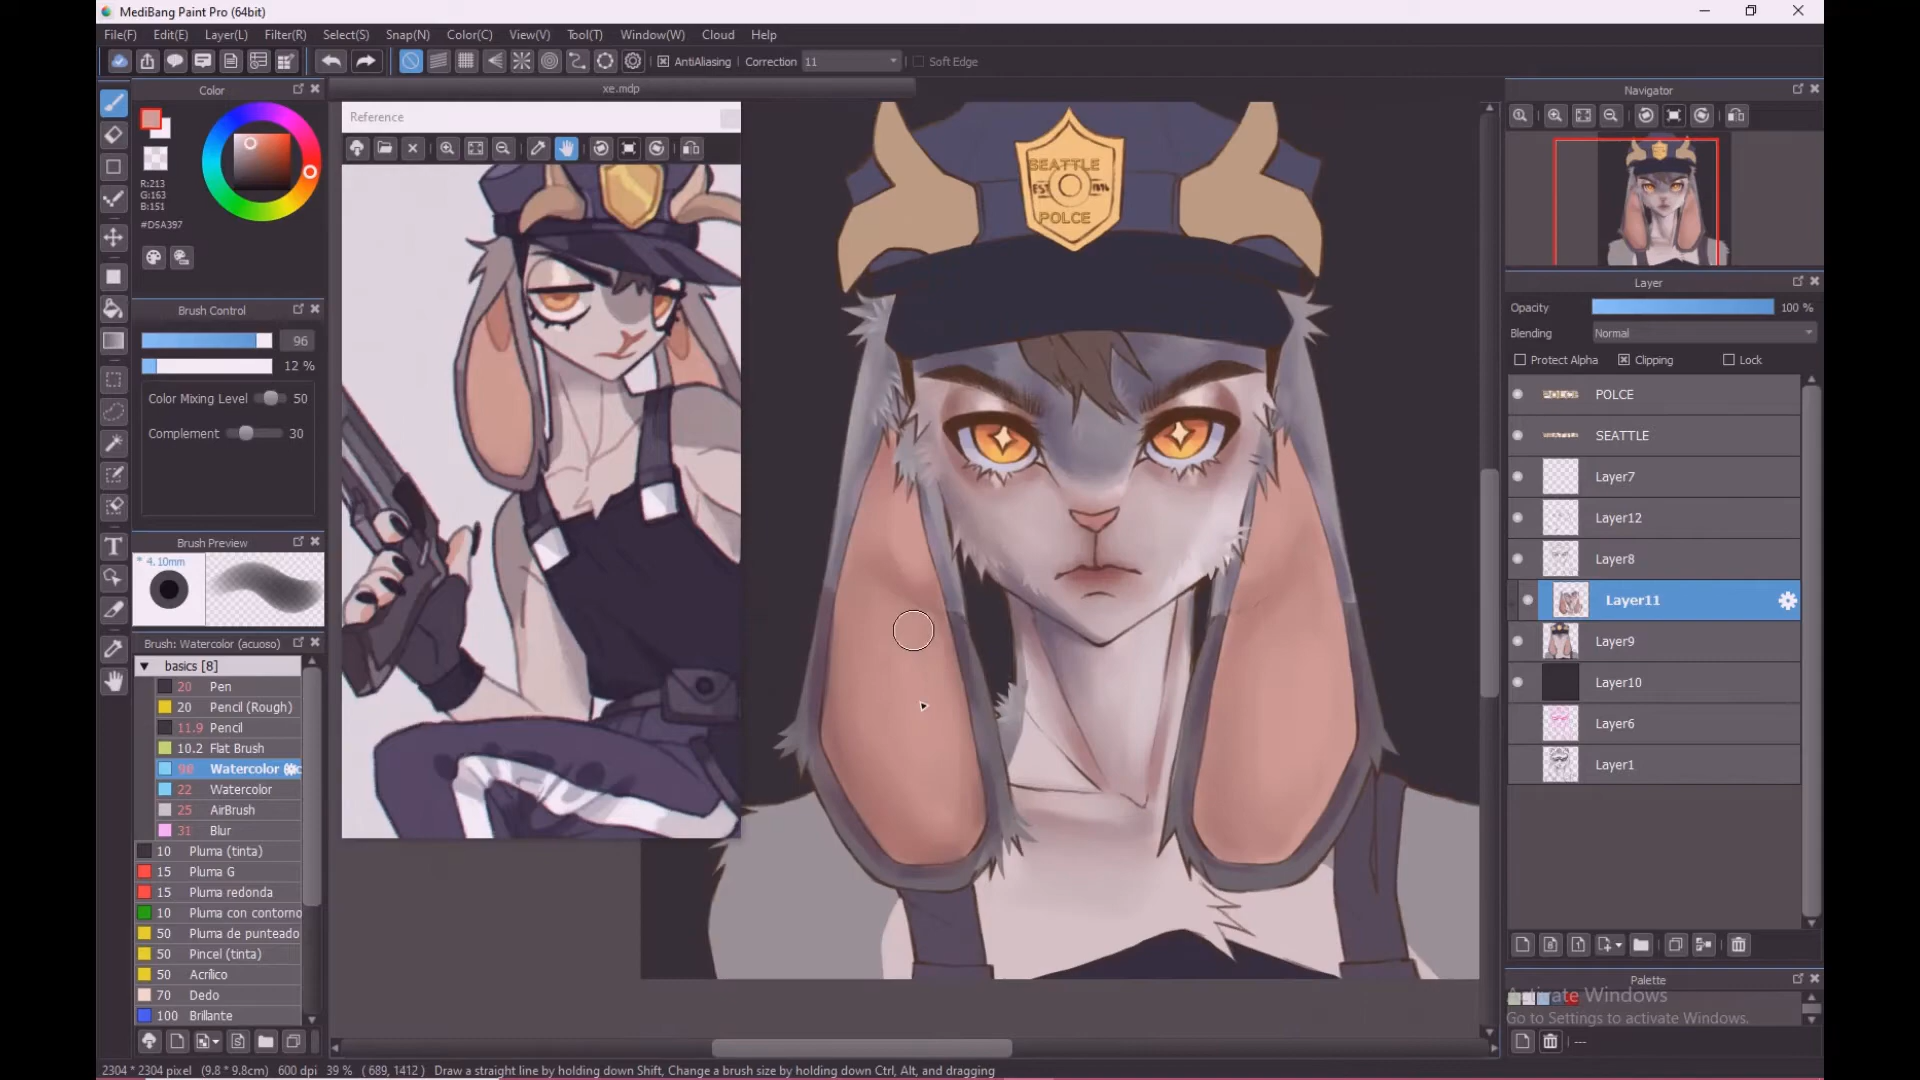 MediBang Paint Pro (64bit)
File(F) Edit(E) Layer(L) Filter(R) Select(S) Snap(N) Color(C) View(V) Tool(T) Window(W) Cloud Help
AntiAliasing Correction 11 Soft Edge
Color
xe.mdp
Navigator
Reference
R:213
G:163
B:151
#D5A397
SEATTLE
EST 1896
POLCE
Layer
Opacity 100 %
Blending Normal
Protect Alpha Clipping Lock
Brush Control
96
12 %
Color Mixing Level 50
Complement 30
POLCE
SEATTLE
Layer7
Layer12
Layer8
Layer11
Layer9
Layer10
Layer6
Layer1
Brush Preview
* 4.10mm
Brush: Watercolor (acuoso)
basics [8]
20 Pen
20 Pencil (Rough)
11.9 Pencil
10.2 Flat Brush
96 Watercolor
22 Watercolor
25 AirBrush
31 Blur
10 Pluma (tinta)
15 Pluma G
15 Pluma redonda
10 Pluma con contorno
50 Pluma de punteado
50 Pincel (tinta)
50 Acrílico
70 Dedo
100 Brillante
Palette
Activate Windows
Go to Settings to activate Windows.
---
2304 * 2304 pixel (9.8 * 9.8cm) 600 dpi 39 % ( 689, 1412 ) Draw a straight line by holding down Shift, Change a brush size by holding down Ctrl, Alt, and dragging